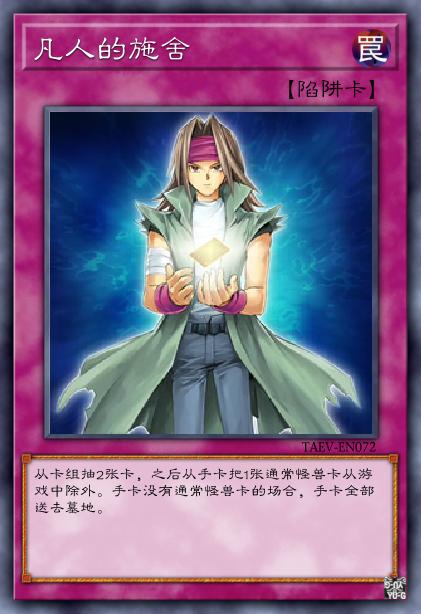 凡人的施舍
罠
【陷阱卡】
TAEV-EN072
从卡组抽2张卡，之后从手卡把1张通常怪兽卡从游
戏中除外。手卡没有通常怪兽卡的场合，手卡全部
送去墓地。